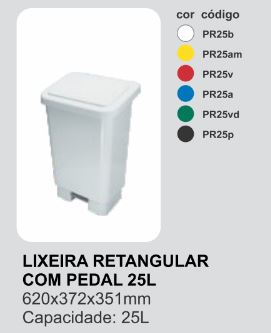 cor código
PR25b
PR25am
PR25v
PR25a
PR25vd
PR25p
LIXEIRA RETANGULAR
COM PEDAL 25L
620x372x351mm
Capacidade: 25L